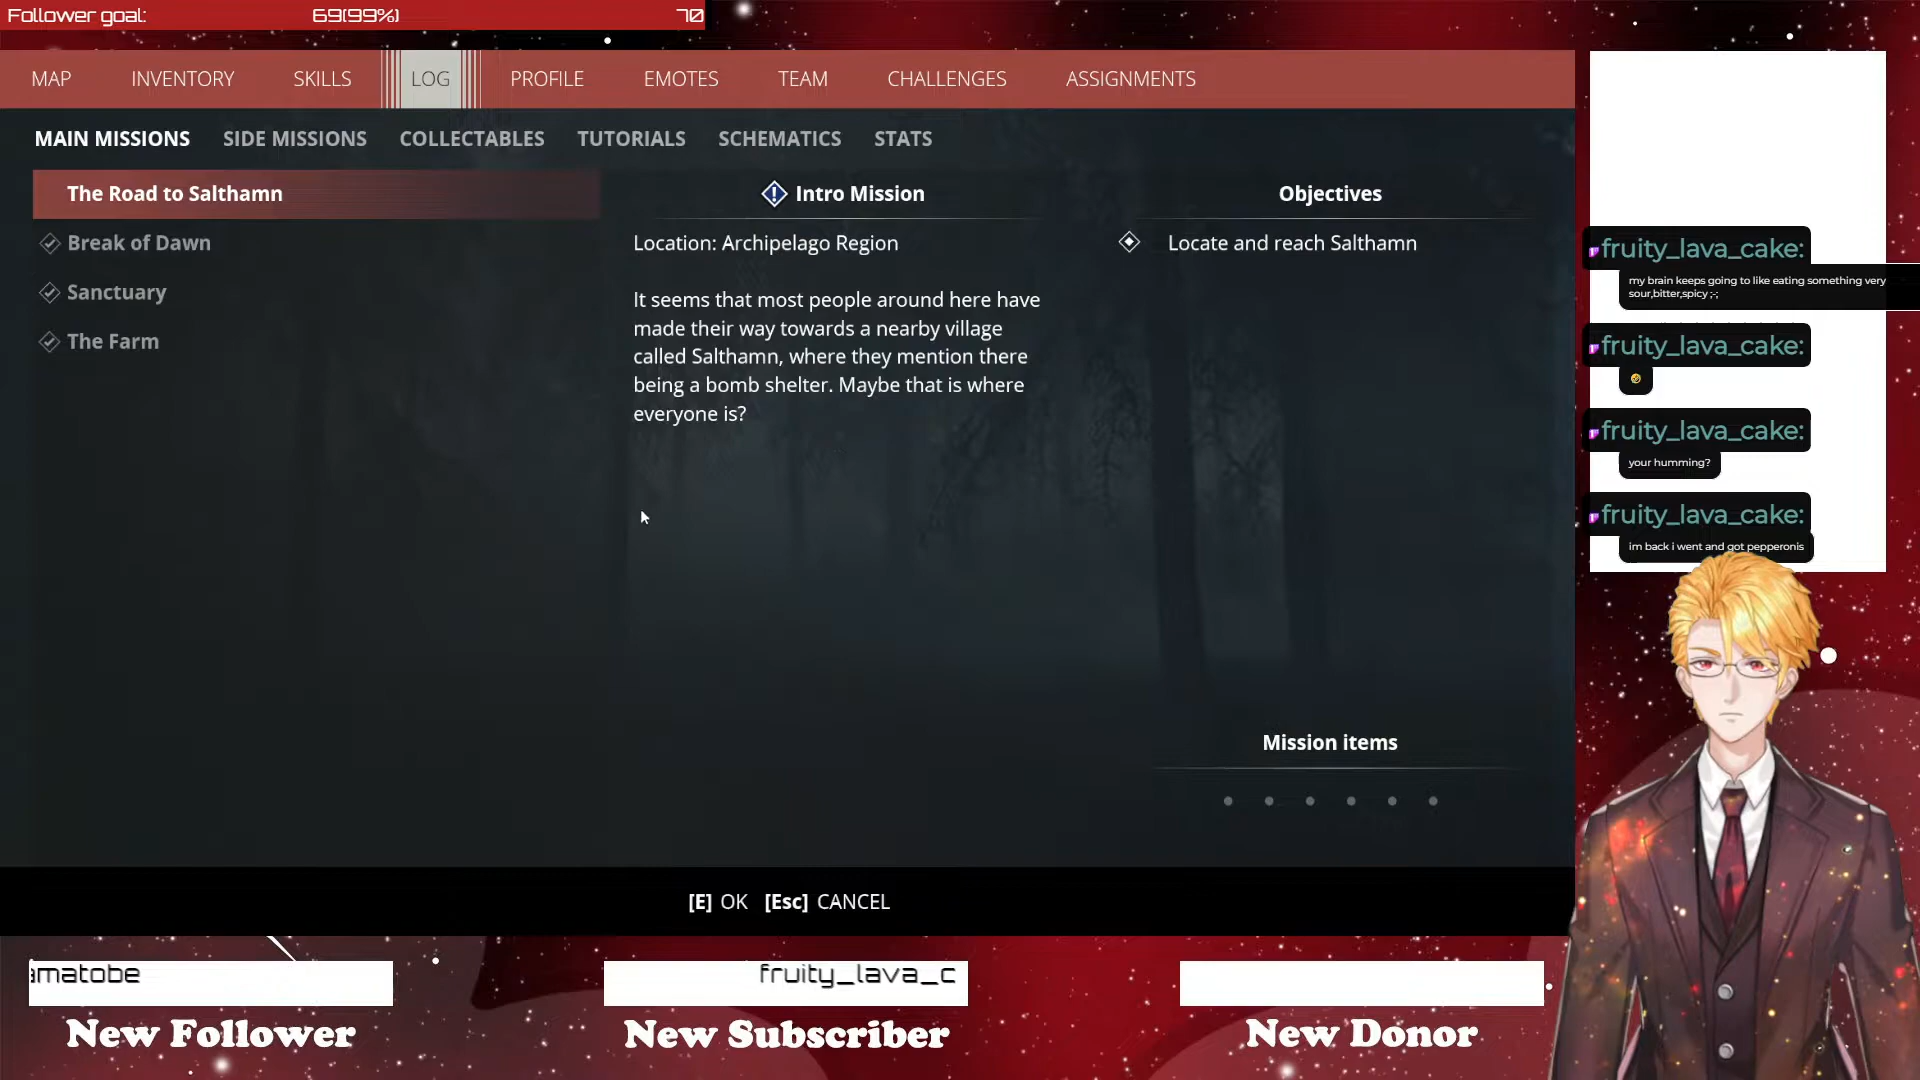 Follower goal: 69(99%) 70
MAP INVENTORY SKILLS LOG PROFILE EMOTES TEAM CHALLENGES ASSIGNMENTS
MAIN MISSIONS SIDE MISSIONS COLLECTABLES TUTORIALS SCHEMATICS STATS
The Road to Salthamn
Break of Dawn
Sanctuary
The Farm
Intro Mission
Location: Archipelago Region
It seems that most people around here have
made their way towards a nearby village
called Salthamn, where they mention there
being a bomb shelter. Maybe that is where
everyone is?
Objectives
Locate and reach Salthamn
Mission items
[E] OK [Esc] CANCEL
fruity_lava_cake:
my brain keeps going to like eating something very
sour,bitter,spicy ;-;
fruity_lava_cake:
fruity_lava_cake:
your humming?
fruity_lava_cake:
im back i went and got pepperonis
amatobe
New Follower
fruity_lava_c
New Subscriber
New Donor